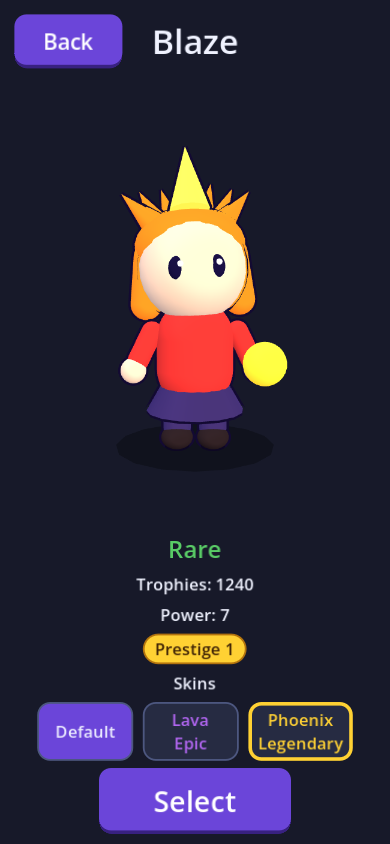 Back
Blaze
Rare
Trophies: 1240
Power: 7
Prestige 1
Skins
Default
Lava
Epic
Phoenix
Legendary
Select